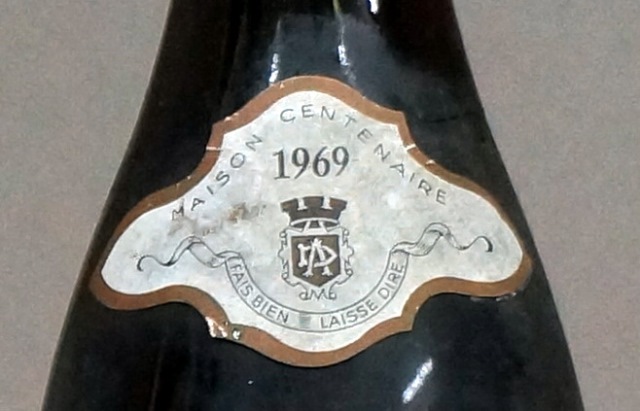 MAISON CENTENAIRE
1969
FAIS BIEN LAISSE DIRE